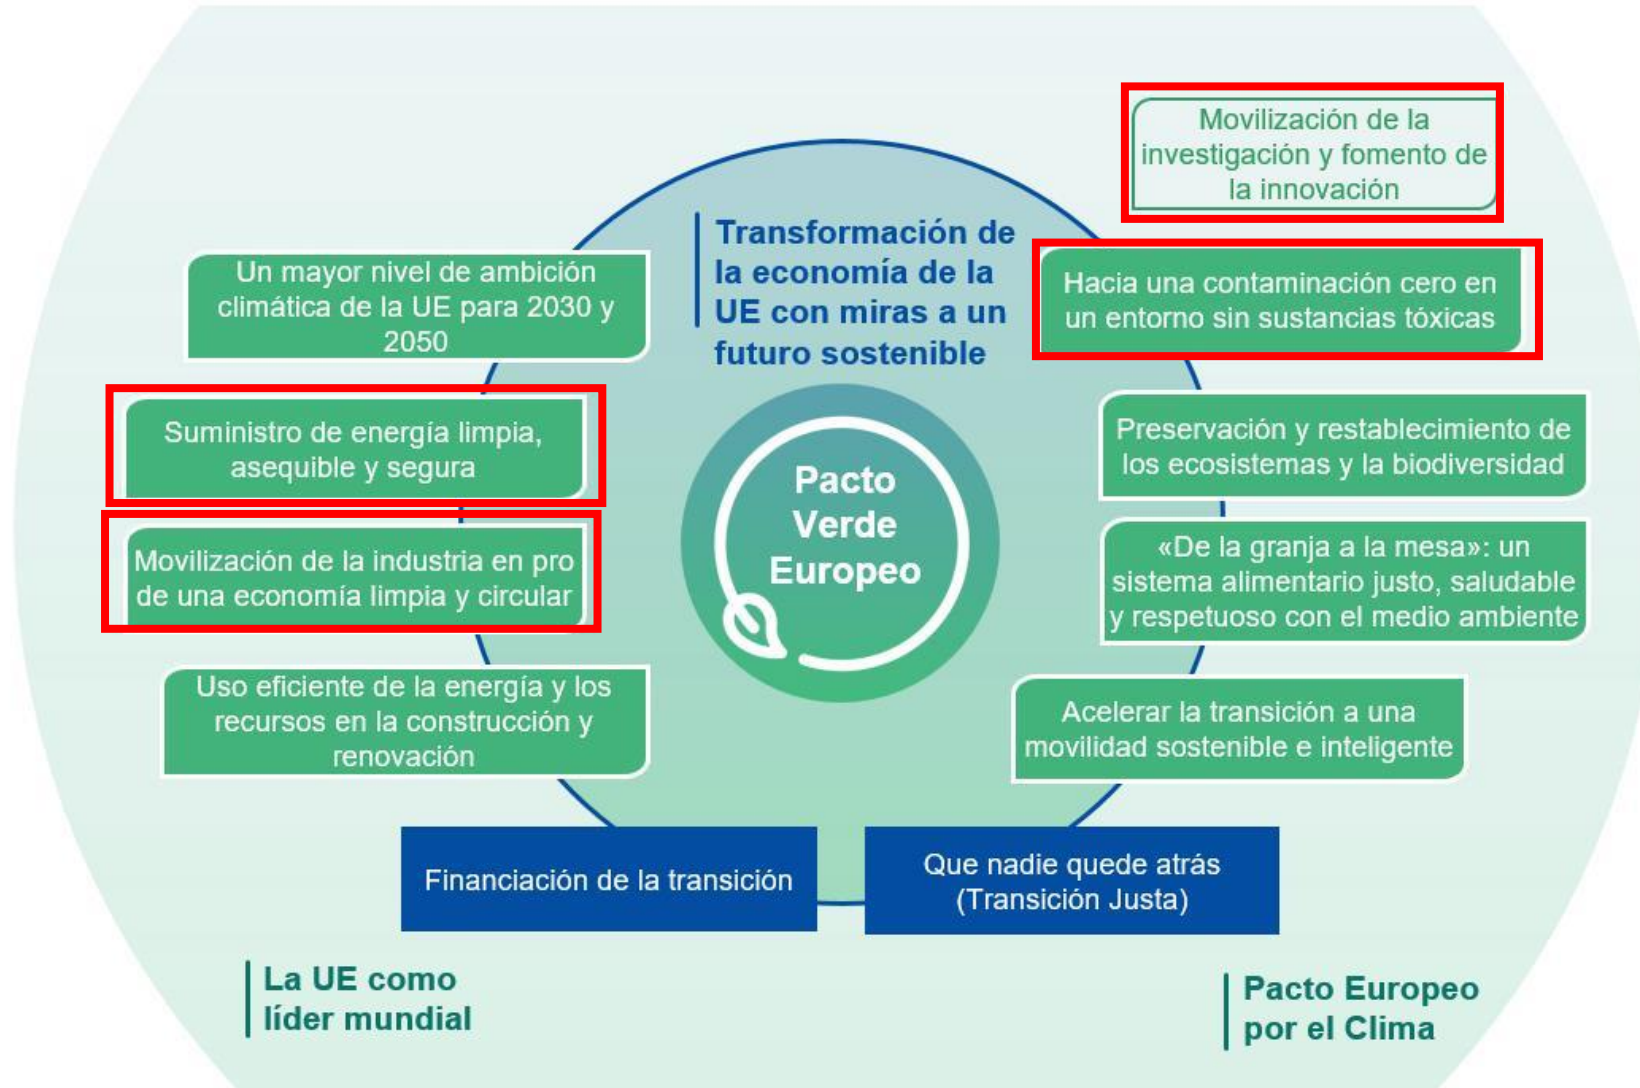 Movilización de la
investigación y fomento de
la innovación
Transformación de
la economía de la
UE con miras a un
futuro sostenible
Un mayor nivel de ambición
climática de la UE para 2030 y
2050
Hacia una contaminación cero en
un entorno sin sustancias tóxicas
Suministro de energía limpia,
asequible y segura
Preservación y restablecimiento de
los ecosistemas y la biodiversidad
Pacto
Verde
Europeo
Movilización de la industria en pro
de una economía limpia y circular
«De la granja a la mesa»: un
sistema alimentario justo, saludable
y respetuoso con el medio ambiente
Uso eficiente de la energía y los
recursos en la construcción y
renovación
Acelerar la transición a una
movilidad sostenible e inteligente
Financiación de la transición
Que nadie quede atrás
(Transición Justa)
La UE como
líder mundial
Pacto Europeo
por el Clima